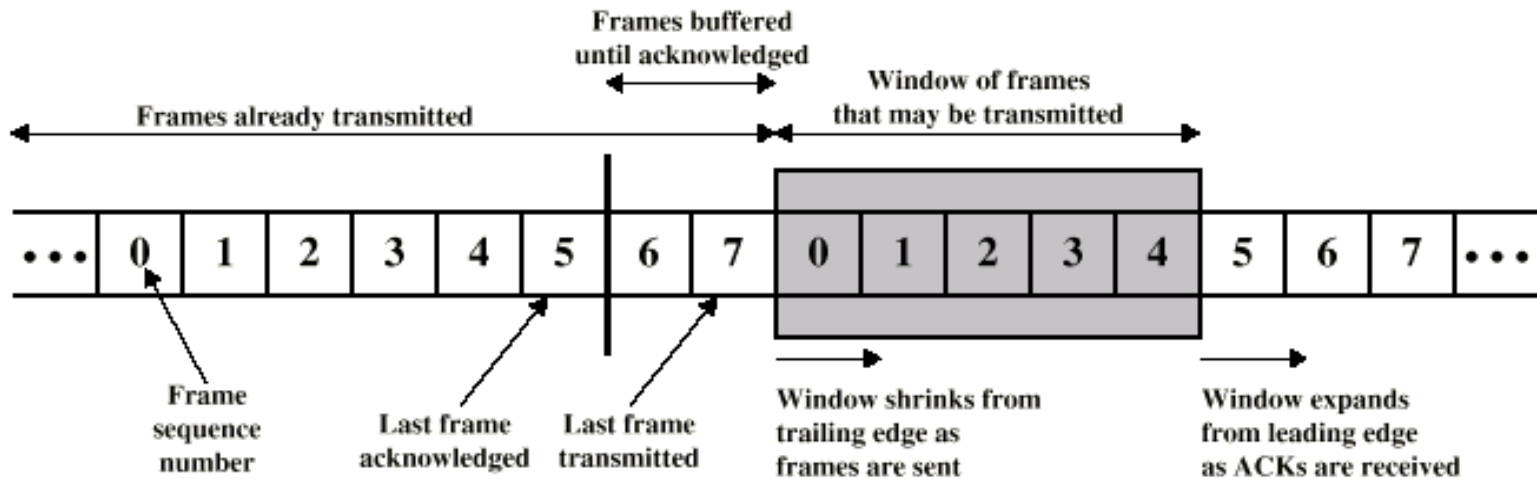 Frames buffered
until acknowledged
Window of frames
that may be transmitted
Frames already transmitted
••• 0 1 2 3 4 5 6 7 0 1 2 3 4 5 6 7 •••
Frame
sequence
number
Last frame
acknowledged
Last frame
transmitted
Window shrinks from
trailing edge as
frames are sent
Window expands
from leading edge
as ACKs are received